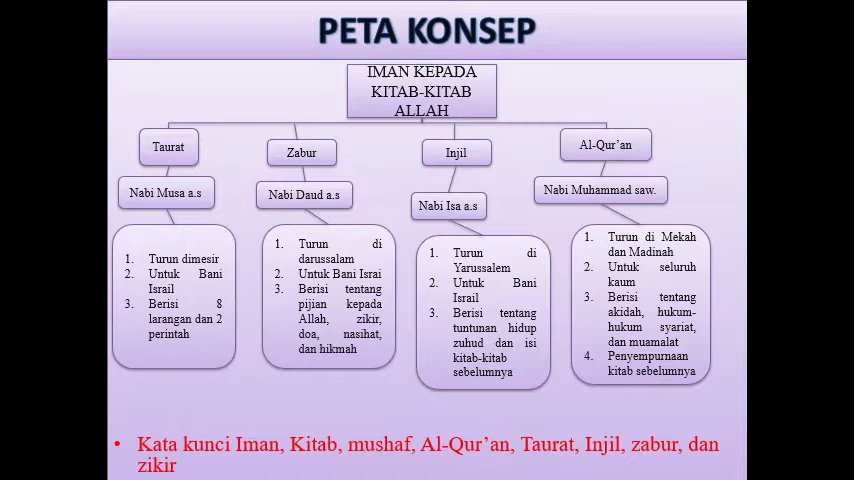 PETA KONSEP
IMAN KEPADA
KITAB-KITAB
ALLAH
Taurat
Zabur
Injil
Al-Qur'an
Nabi Musa a.s
Nabi Daud a.s
Nabi Isa a.s
Nabi Muhammad saw.
1. Turun dimesir
2. Untuk Bani
Israil
3. Berisi 8
larangan dan 2
perintah
1. Turun di
darussalam
2. Untuk Bani Israi
3. Berisi tentang
pijian kepada
Allah, zikir,
doa, nasihat,
dan hikmah
1. Turun di
Yarussalem
2. Untuk Bani
Israil
3. Berisi tentang
tuntunan hidup
zuhud dan isi
kitab-kitab
sebelumnya
1. Turun di Mekah
dan Madinah
2. Untuk seluruh
kaum
3. Berisi tentang
akidah, hukum-
hukum syariat,
dan muamalat
4. Penyempurnaan
kitab sebelumnya
• Kata kunci Iman, Kitab, mushaf, Al-Qur'an, Taurat, Injil, zabur, dan
zikir